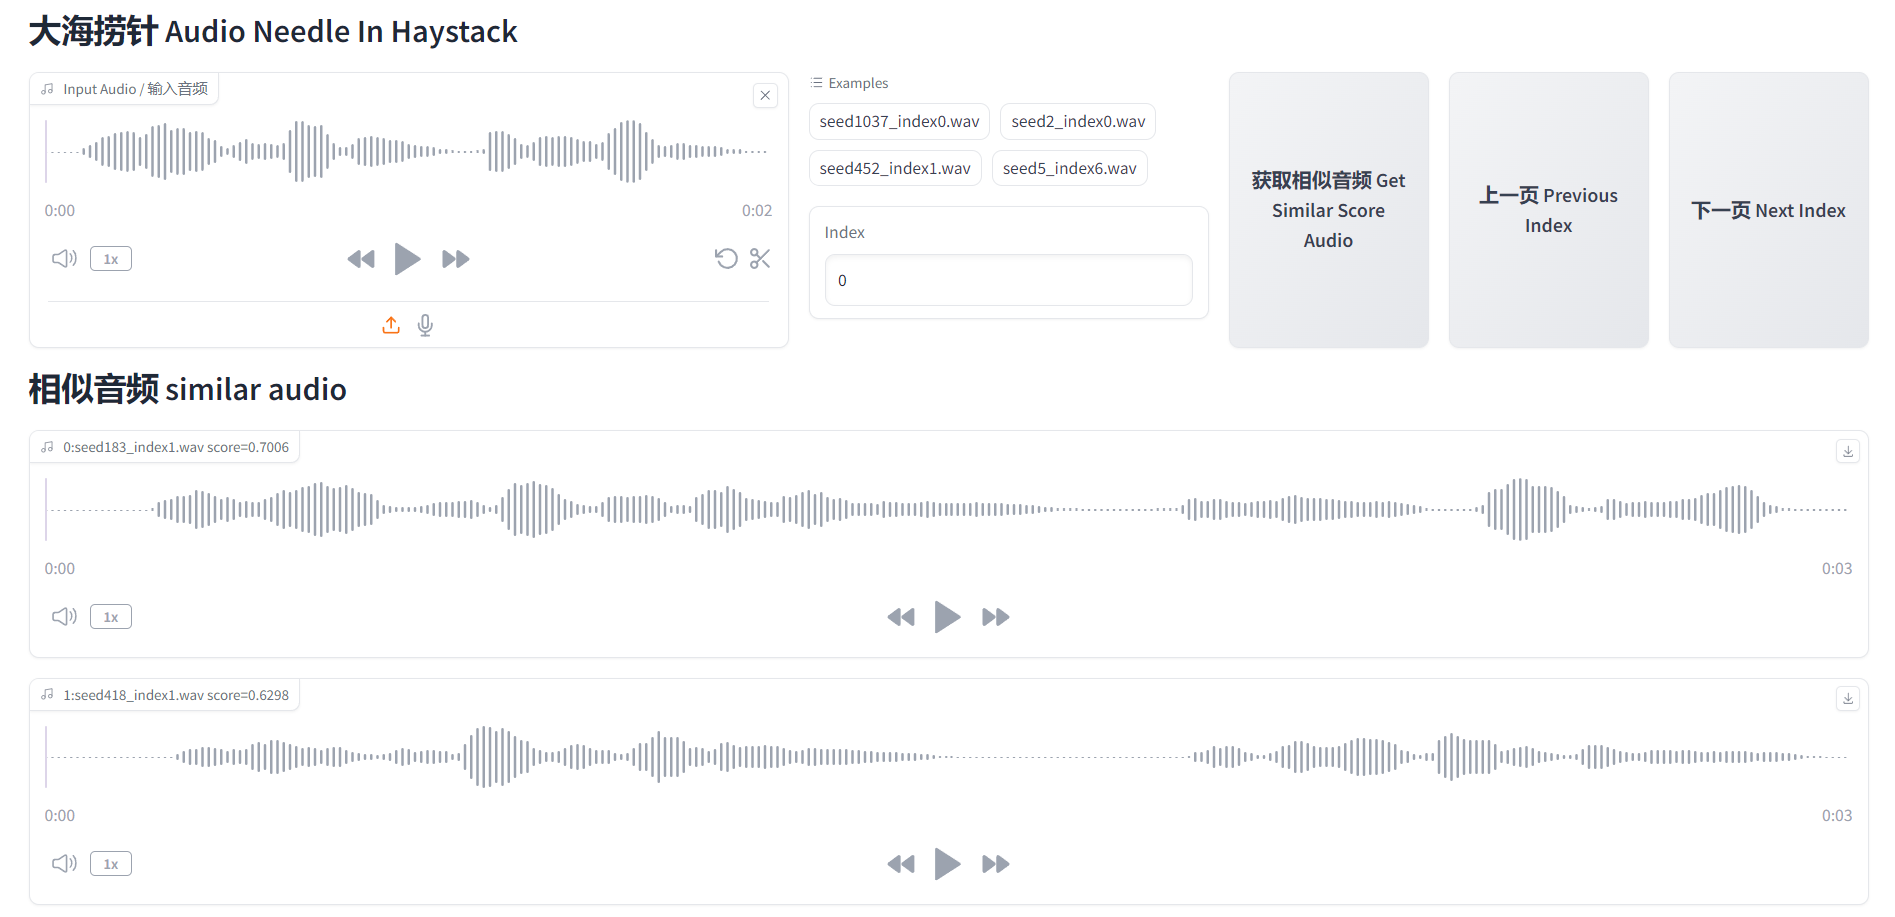 大海捞针 Audio Needle In Haystack
Input Audio / 输入音频
0:00
0:02
1x
Examples
seed1037_index0.wav
seed2_index0.wav
seed452_index1.wav
seed5_index6.wav
Index
0
获取相似音频 Get
Similar Score
Audio
上一页 Previous
Index
下一页 Next Index
相似音频 similar audio
0:seed183_index1.wav score=0.7006
0:00
0:03
1x
1:seed418_index1.wav score=0.6298
0:00
0:03
1x